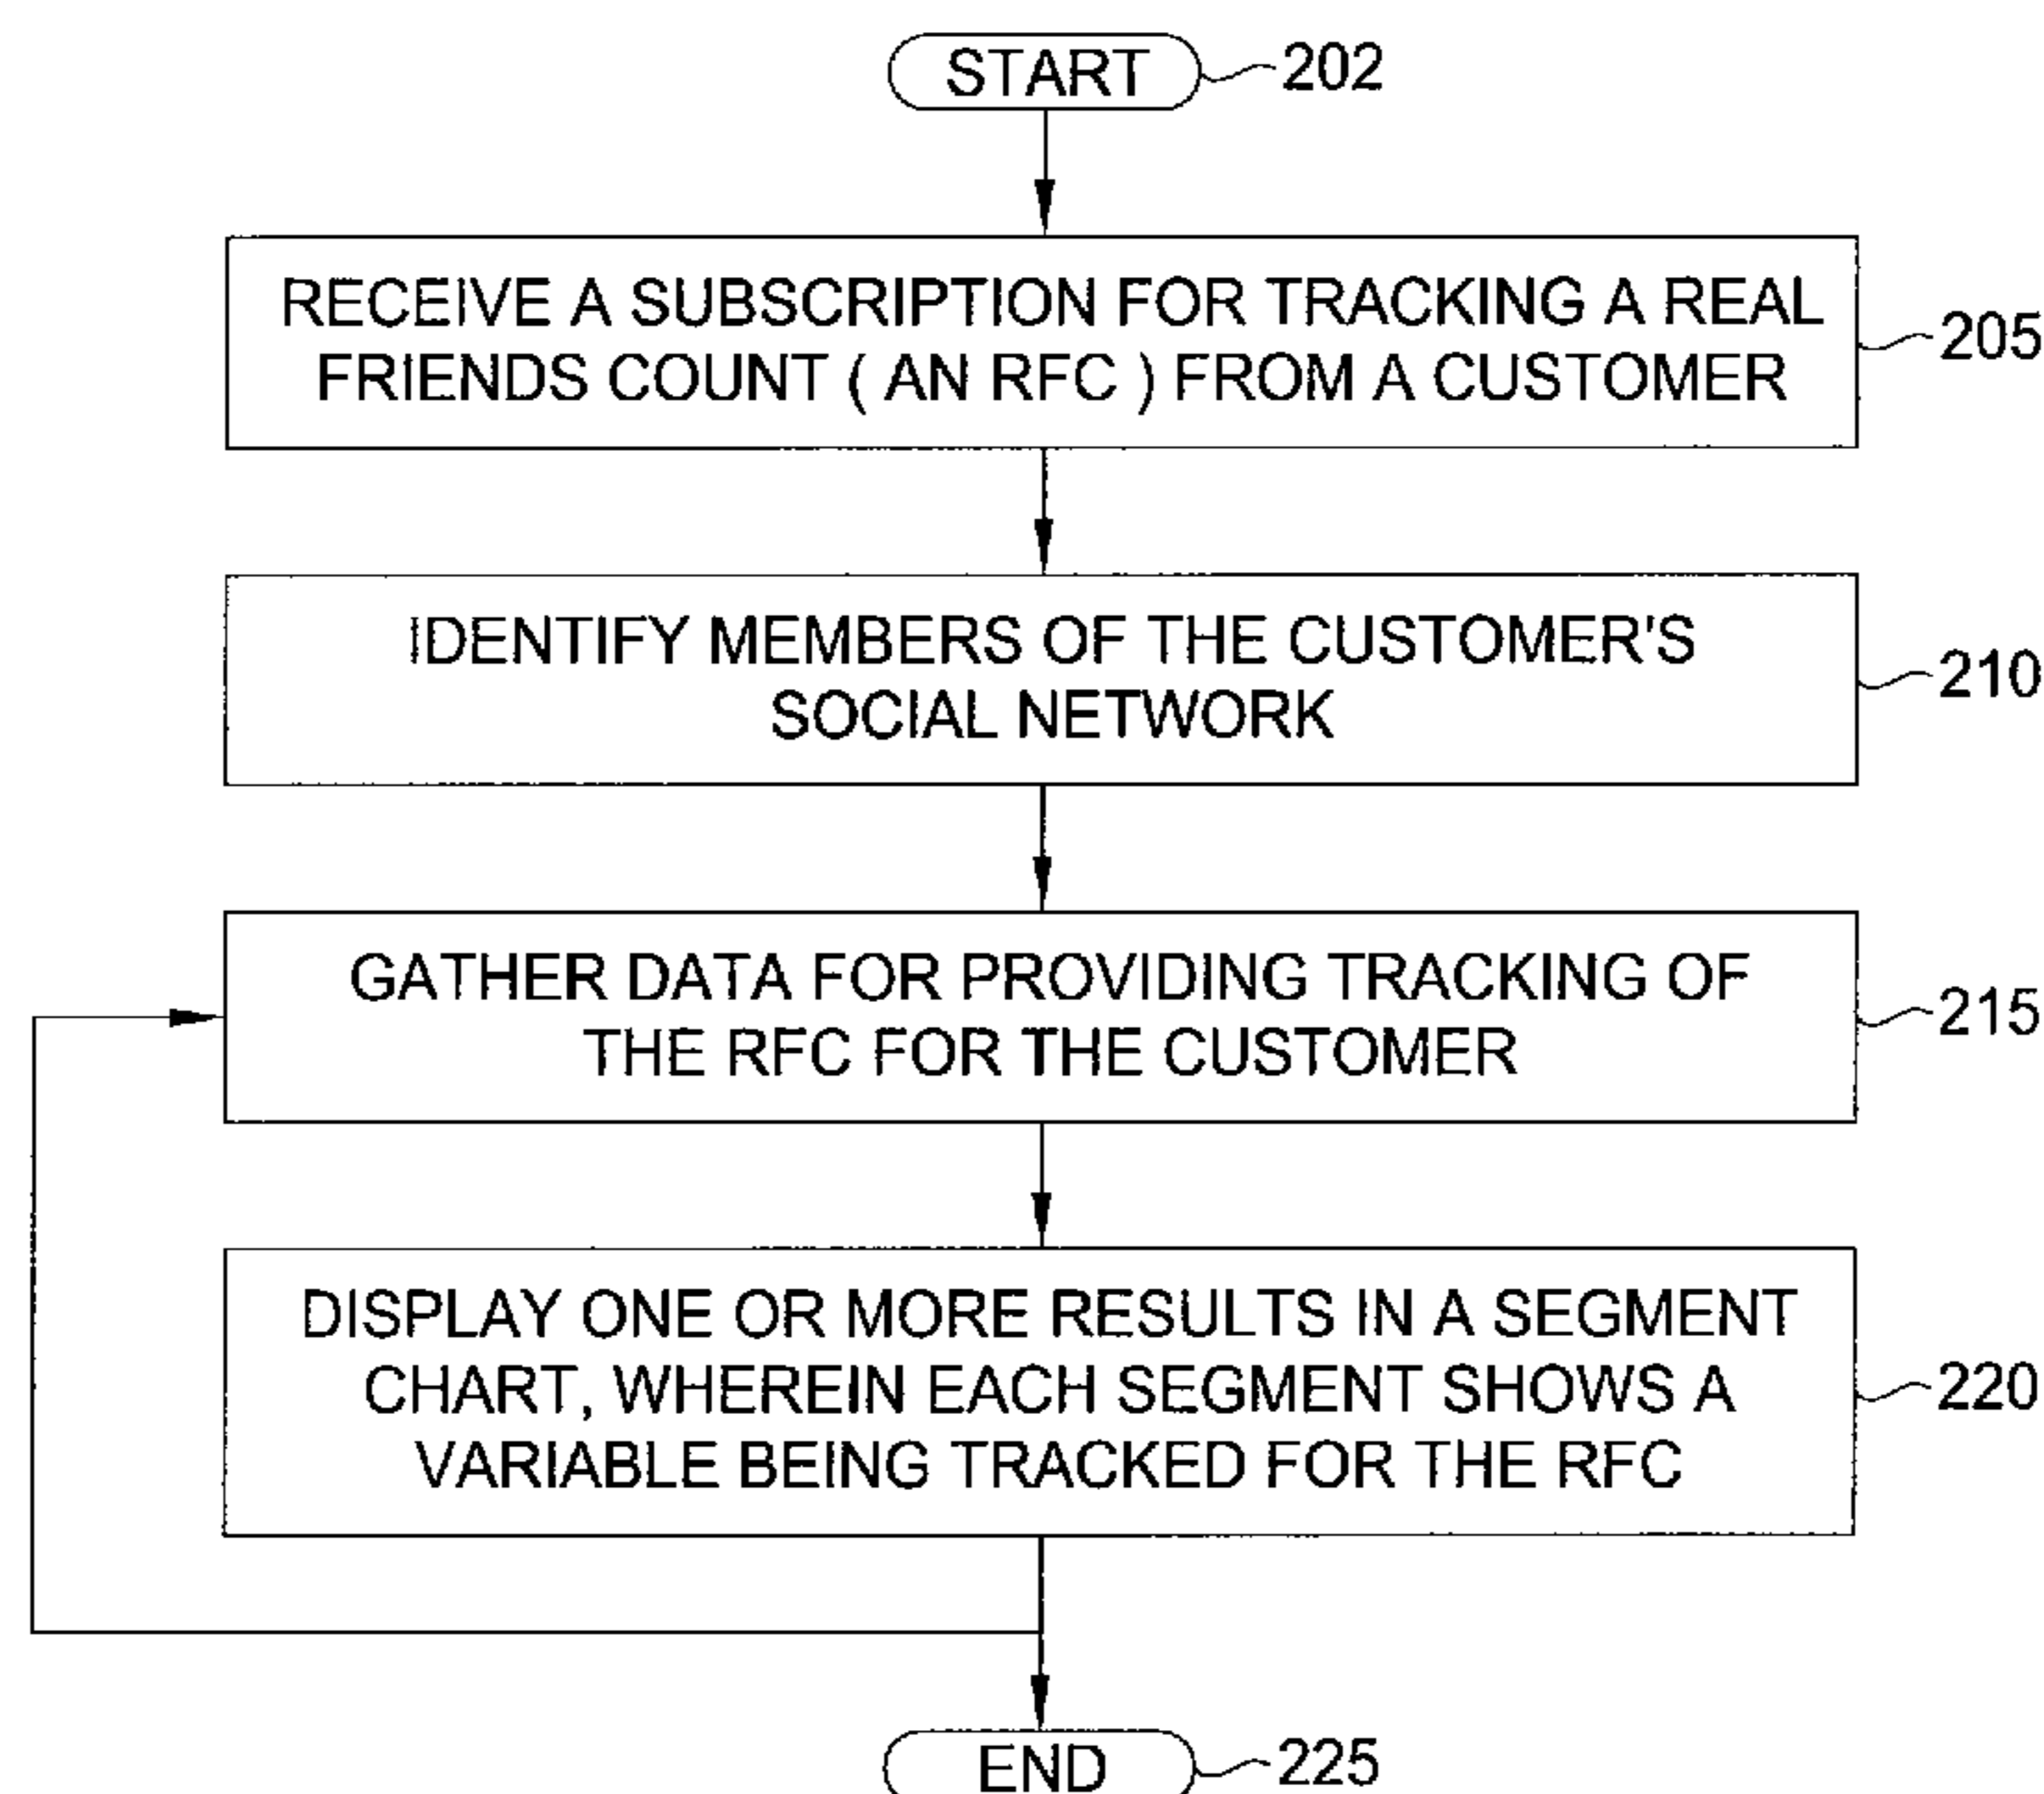 START
202
RECEIVE A SUBSCRIPTION FOR TRACKING A REAL
FRIENDS COUNT ( AN RFC ) FROM A CUSTOMER
205
IDENTIFY MEMBERS OF THE CUSTOMER'S
SOCIAL NETWORK
210
GATHER DATA FOR PROVIDING TRACKING OF
THE RFC FOR THE CUSTOMER
215
DISPLAY ONE OR MORE RESULTS IN A SEGMENT
CHART, WHEREIN EACH SEGMENT SHOWS A
VARIABLE BEING TRACKED FOR THE RFC
220
END
225